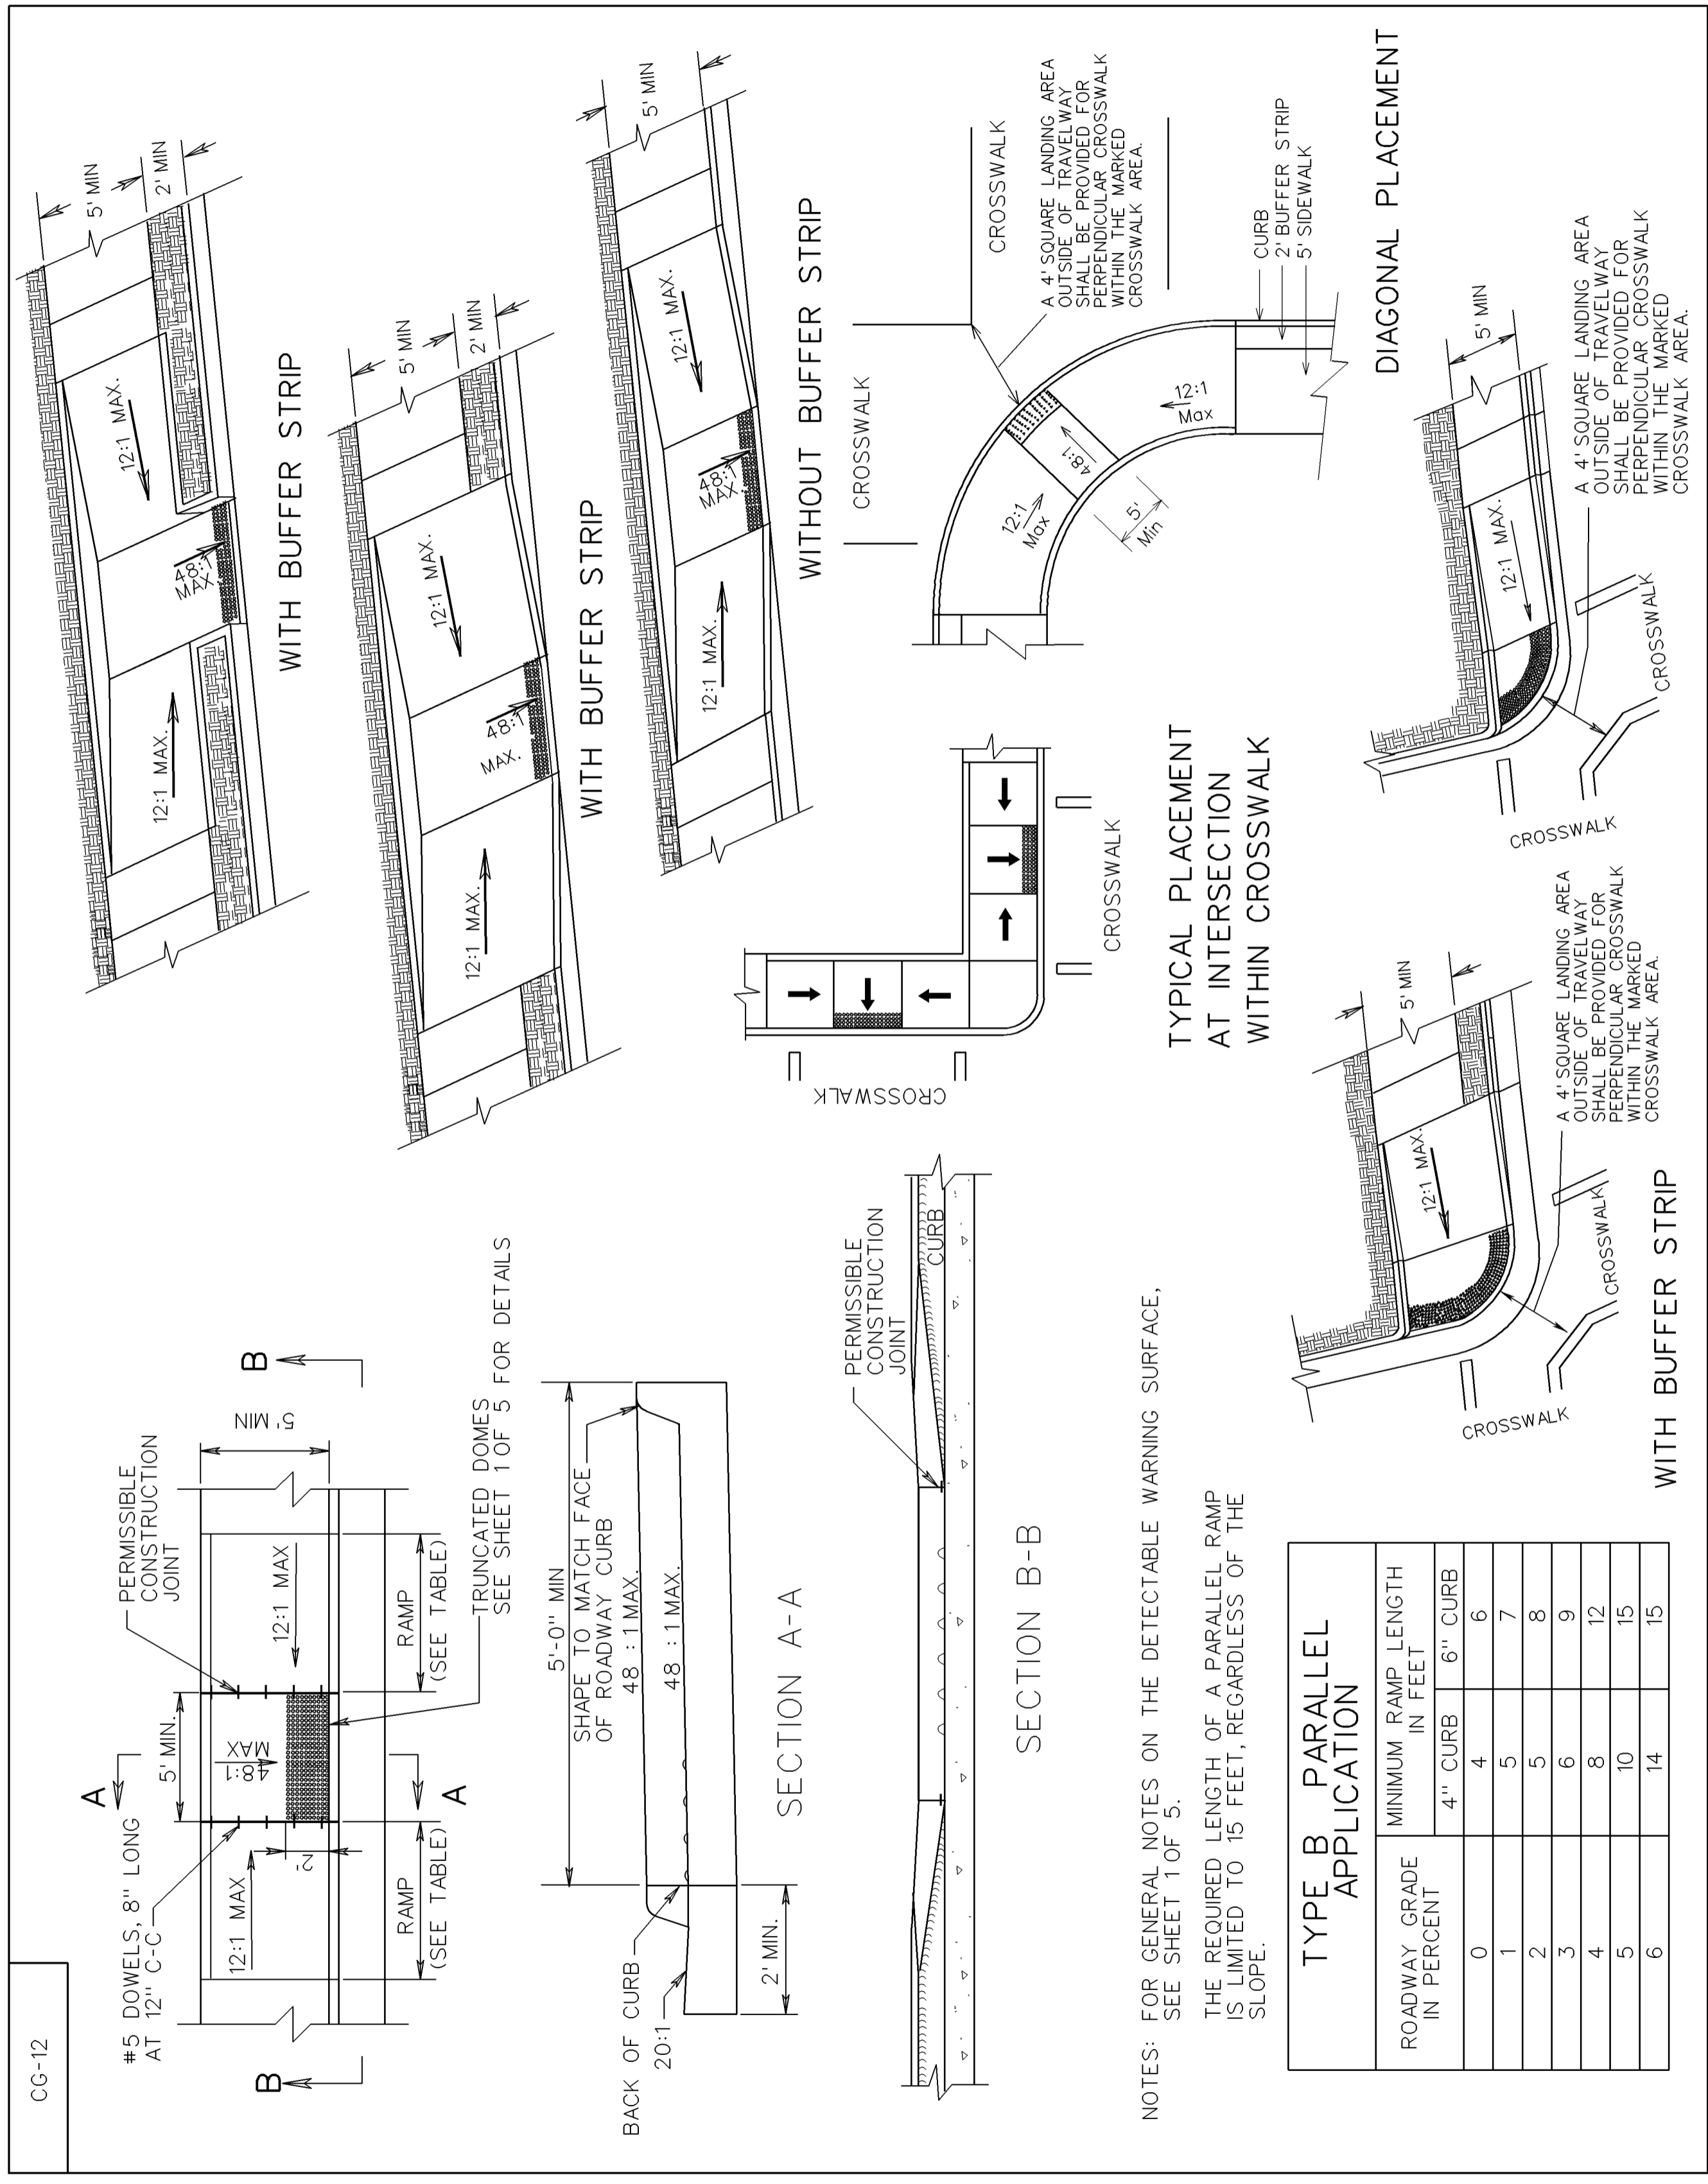 CG-12
#5 DOWELS, 8" LONG
AT 12" C-C
A
A
B
B
5' MIN.
48:1
MAX
12:1 MAX
2'
12:1 MAX
RAMP
(SEE TABLE)
RAMP
(SEE TABLE)
5' MIN
PERMISSIBLE
CONSTRUCTION
JOINT
TRUNCATED DOMES
SEE SHEET 1 OF 5 FOR DETAILS
BACK OF CURB
20:1
2' MIN.
5'-0" MIN
SHAPE TO MATCH FACE
OF ROADWAY CURB
48 : 1 MAX.
48 : 1 MAX.
SECTION A-A
PERMISSIBLE
CONSTRUCTION
JOINT
CURB
SECTION B-B
NOTES: FOR GENERAL NOTES ON THE DETECTABLE WARNING SURFACE,
SEE SHEET 1 OF 5.
THE REQUIRED LENGTH OF A PARALLEL RAMP
IS LIMITED TO 15 FEET, REGARDLESS OF THE
SLOPE.
TYPE B PARALLEL
APPLICATION
ROADWAY GRADE
IN PERCENT
MINIMUM RAMP LENGTH
IN FEET
4" CURB 6" CURB
0 4 6
1 5 7
2 5 8
3 6 9
4 8 12
5 10 15
6 14 15
12:1 MAX.
48:1
MAX.
12:1 MAX.
5' MIN
2' MIN
WITH BUFFER STRIP
12:1 MAX.
48:1
MAX.
12:1 MAX.
5' MIN
2' MIN
WITH BUFFER STRIP
12:1 MAX.
48:1
MAX.
12:1 MAX.
5' MIN
WITHOUT BUFFER STRIP
CROSSWALK
CROSSWALK
TYPICAL PLACEMENT
AT INTERSECTION
WITHIN CROSSWALK
CROSSWALK
CROSSWALK
A 4' SQUARE LANDING AREA
OUTSIDE OF TRAVELWAY
SHALL BE PROVIDED FOR
PERPENDICULAR CROSSWALK
WITHIN THE MARKED
CROSSWALK AREA.
12:1
Max
48:1
12:1
Max
5'
Min
CURB
2' BUFFER STRIP
5' SIDEWALK
DIAGONAL PLACEMENT
12:1 MAX.
5' MIN
CROSSWALK
CROSSWALK
A 4' SQUARE LANDING AREA
OUTSIDE OF TRAVELWAY
SHALL BE PROVIDED FOR
PERPENDICULAR CROSSWALK
WITHIN THE MARKED
CROSSWALK AREA.
WITH BUFFER STRIP
12:1 MAX.
5' MIN
CROSSWALK
CROSSWALK
A 4' SQUARE LANDING AREA
OUTSIDE OF TRAVELWAY
SHALL BE PROVIDED FOR
PERPENDICULAR CROSSWALK
WITHIN THE MARKED
CROSSWALK AREA.